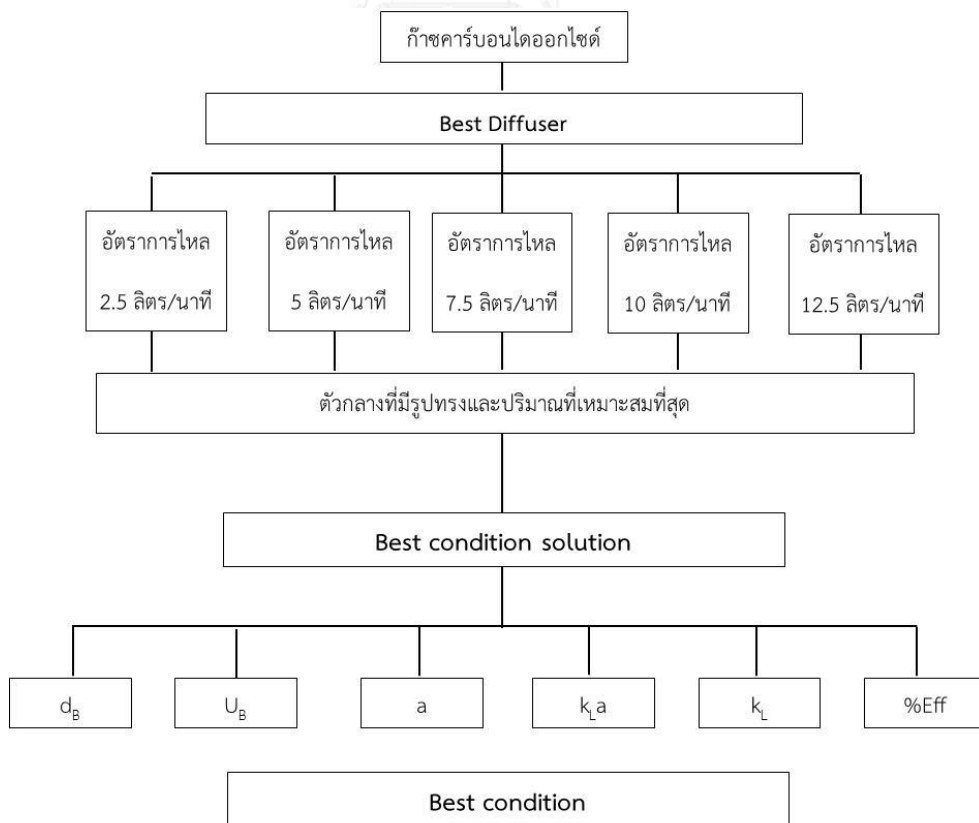 ก๊าซคาร์บอนไดออกไซด์
Best Diffuser
อัตราการไหล
2.5 ลิตร/นาที
อัตราการไหล
5 ลิตร/นาที
อัตราการไหล
7.5 ลิตร/นาที
อัตราการไหล
10 ลิตร/นาที
อัตราการไหล
12.5 ลิตร/นาที
ตัวกลางที่มีรูปทรงและปริมาณที่เหมาะสมที่สุด
Best condition solution
d_B
U_B
a
k_L a
k_L
%Eff
Best condition